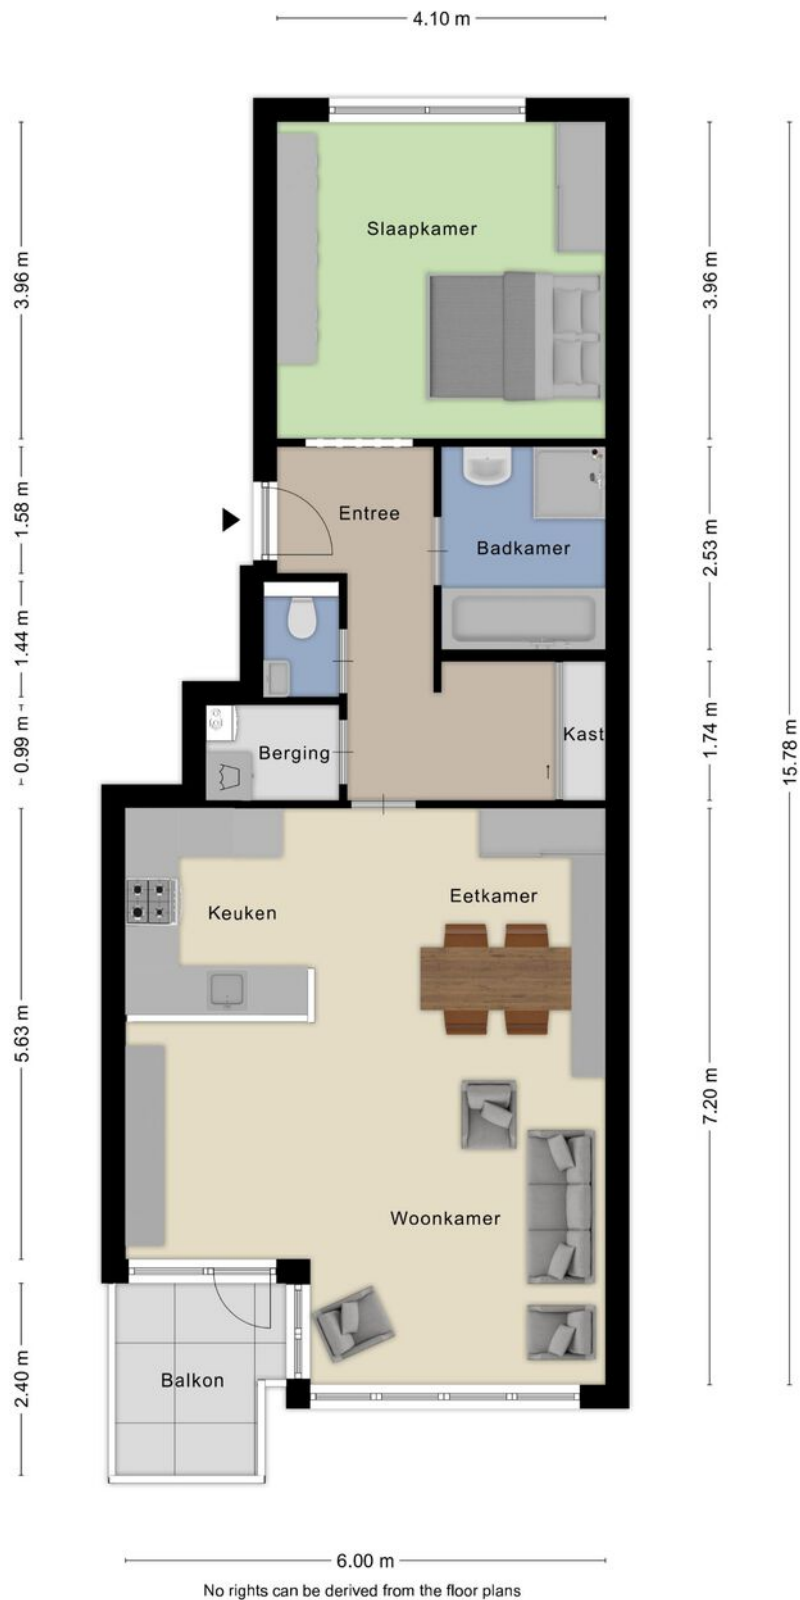 4.10 m
Slaapkamer
3.96 m
3.96 m
Entree
1.58 m
Badkamer
2.53 m
1.44 m
Kast
1.74 m
0.99 m
Berging
15.78 m
Eetkamer
Keuken
5.63 m
7.20 m
Woonkamer
Balkon
2.40 m
6.00 m
No rights can be derived from the floor plans